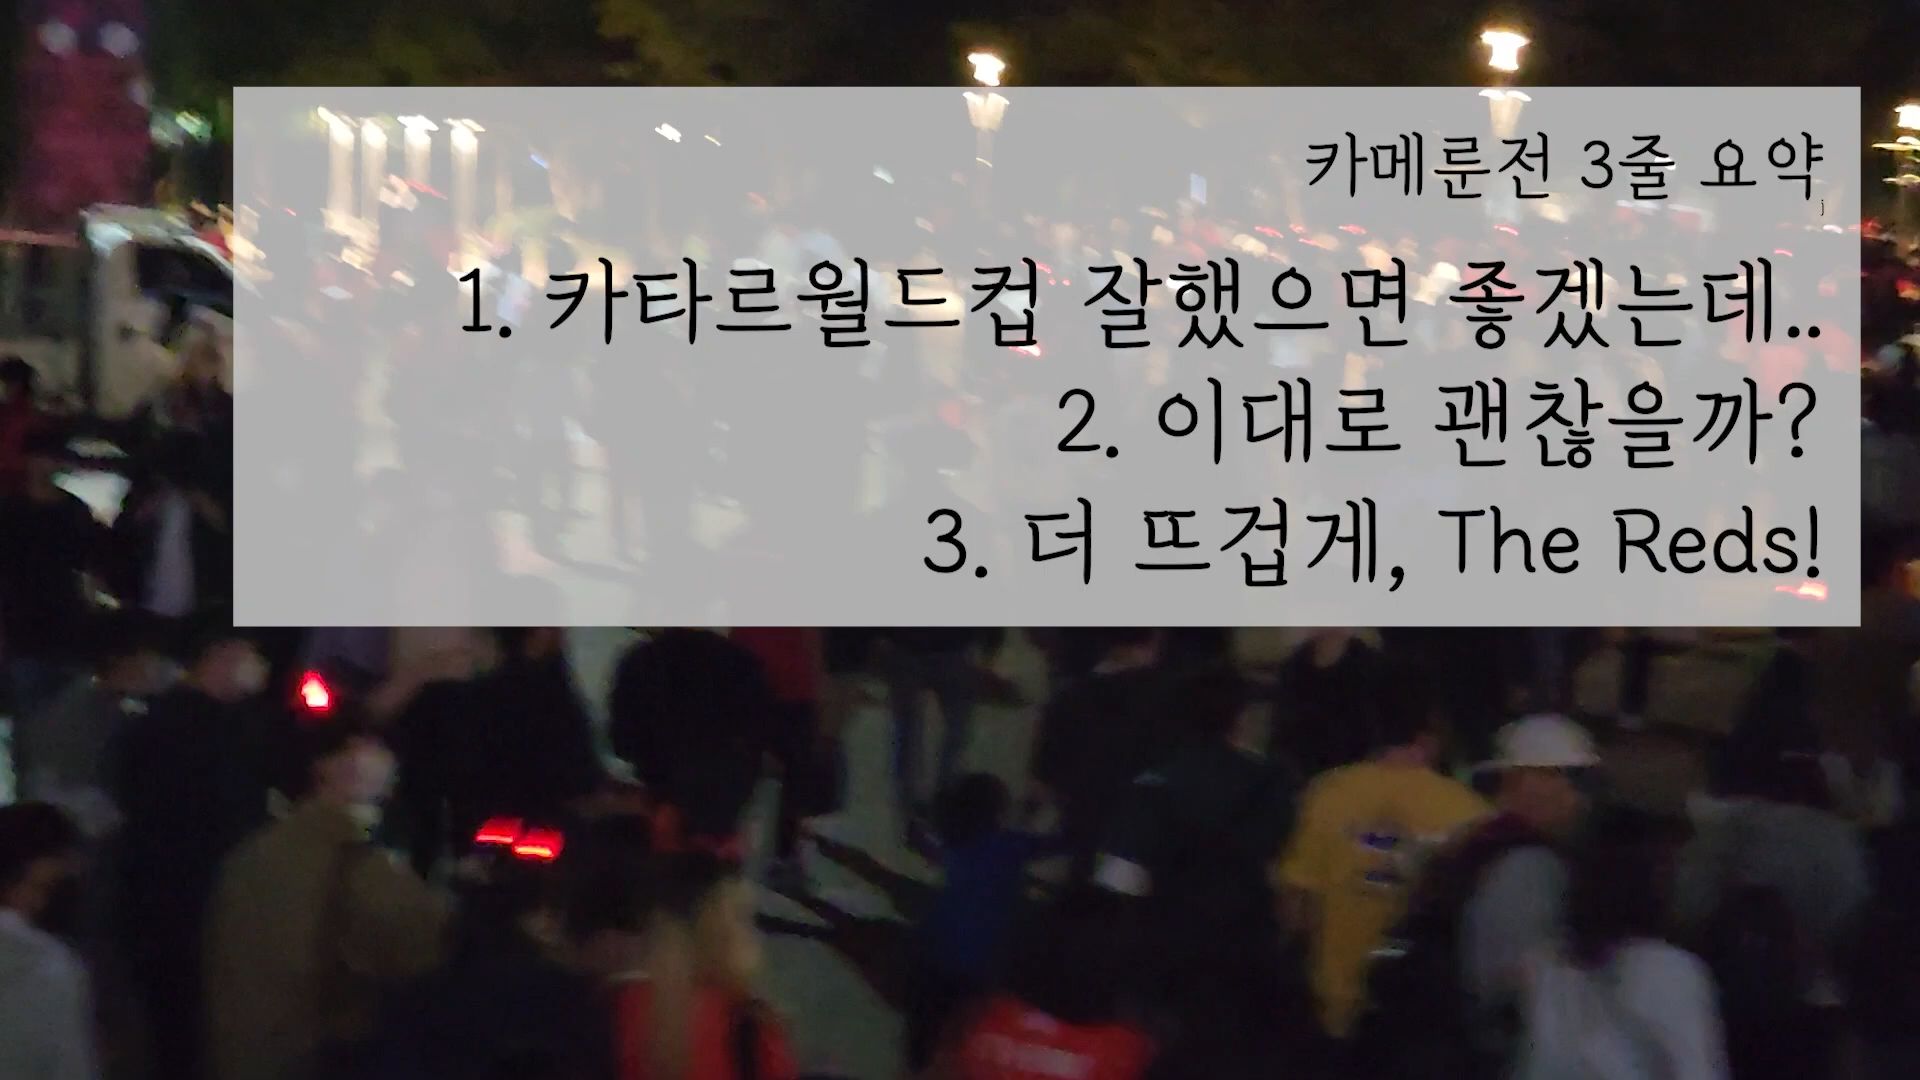 카메룬전 3줄 요약
j
1. 카타르월드컵 잘했으면 좋겠는데..
2. 이대로 괜찮을까?
3. 더 뜨겁게, The Reds!